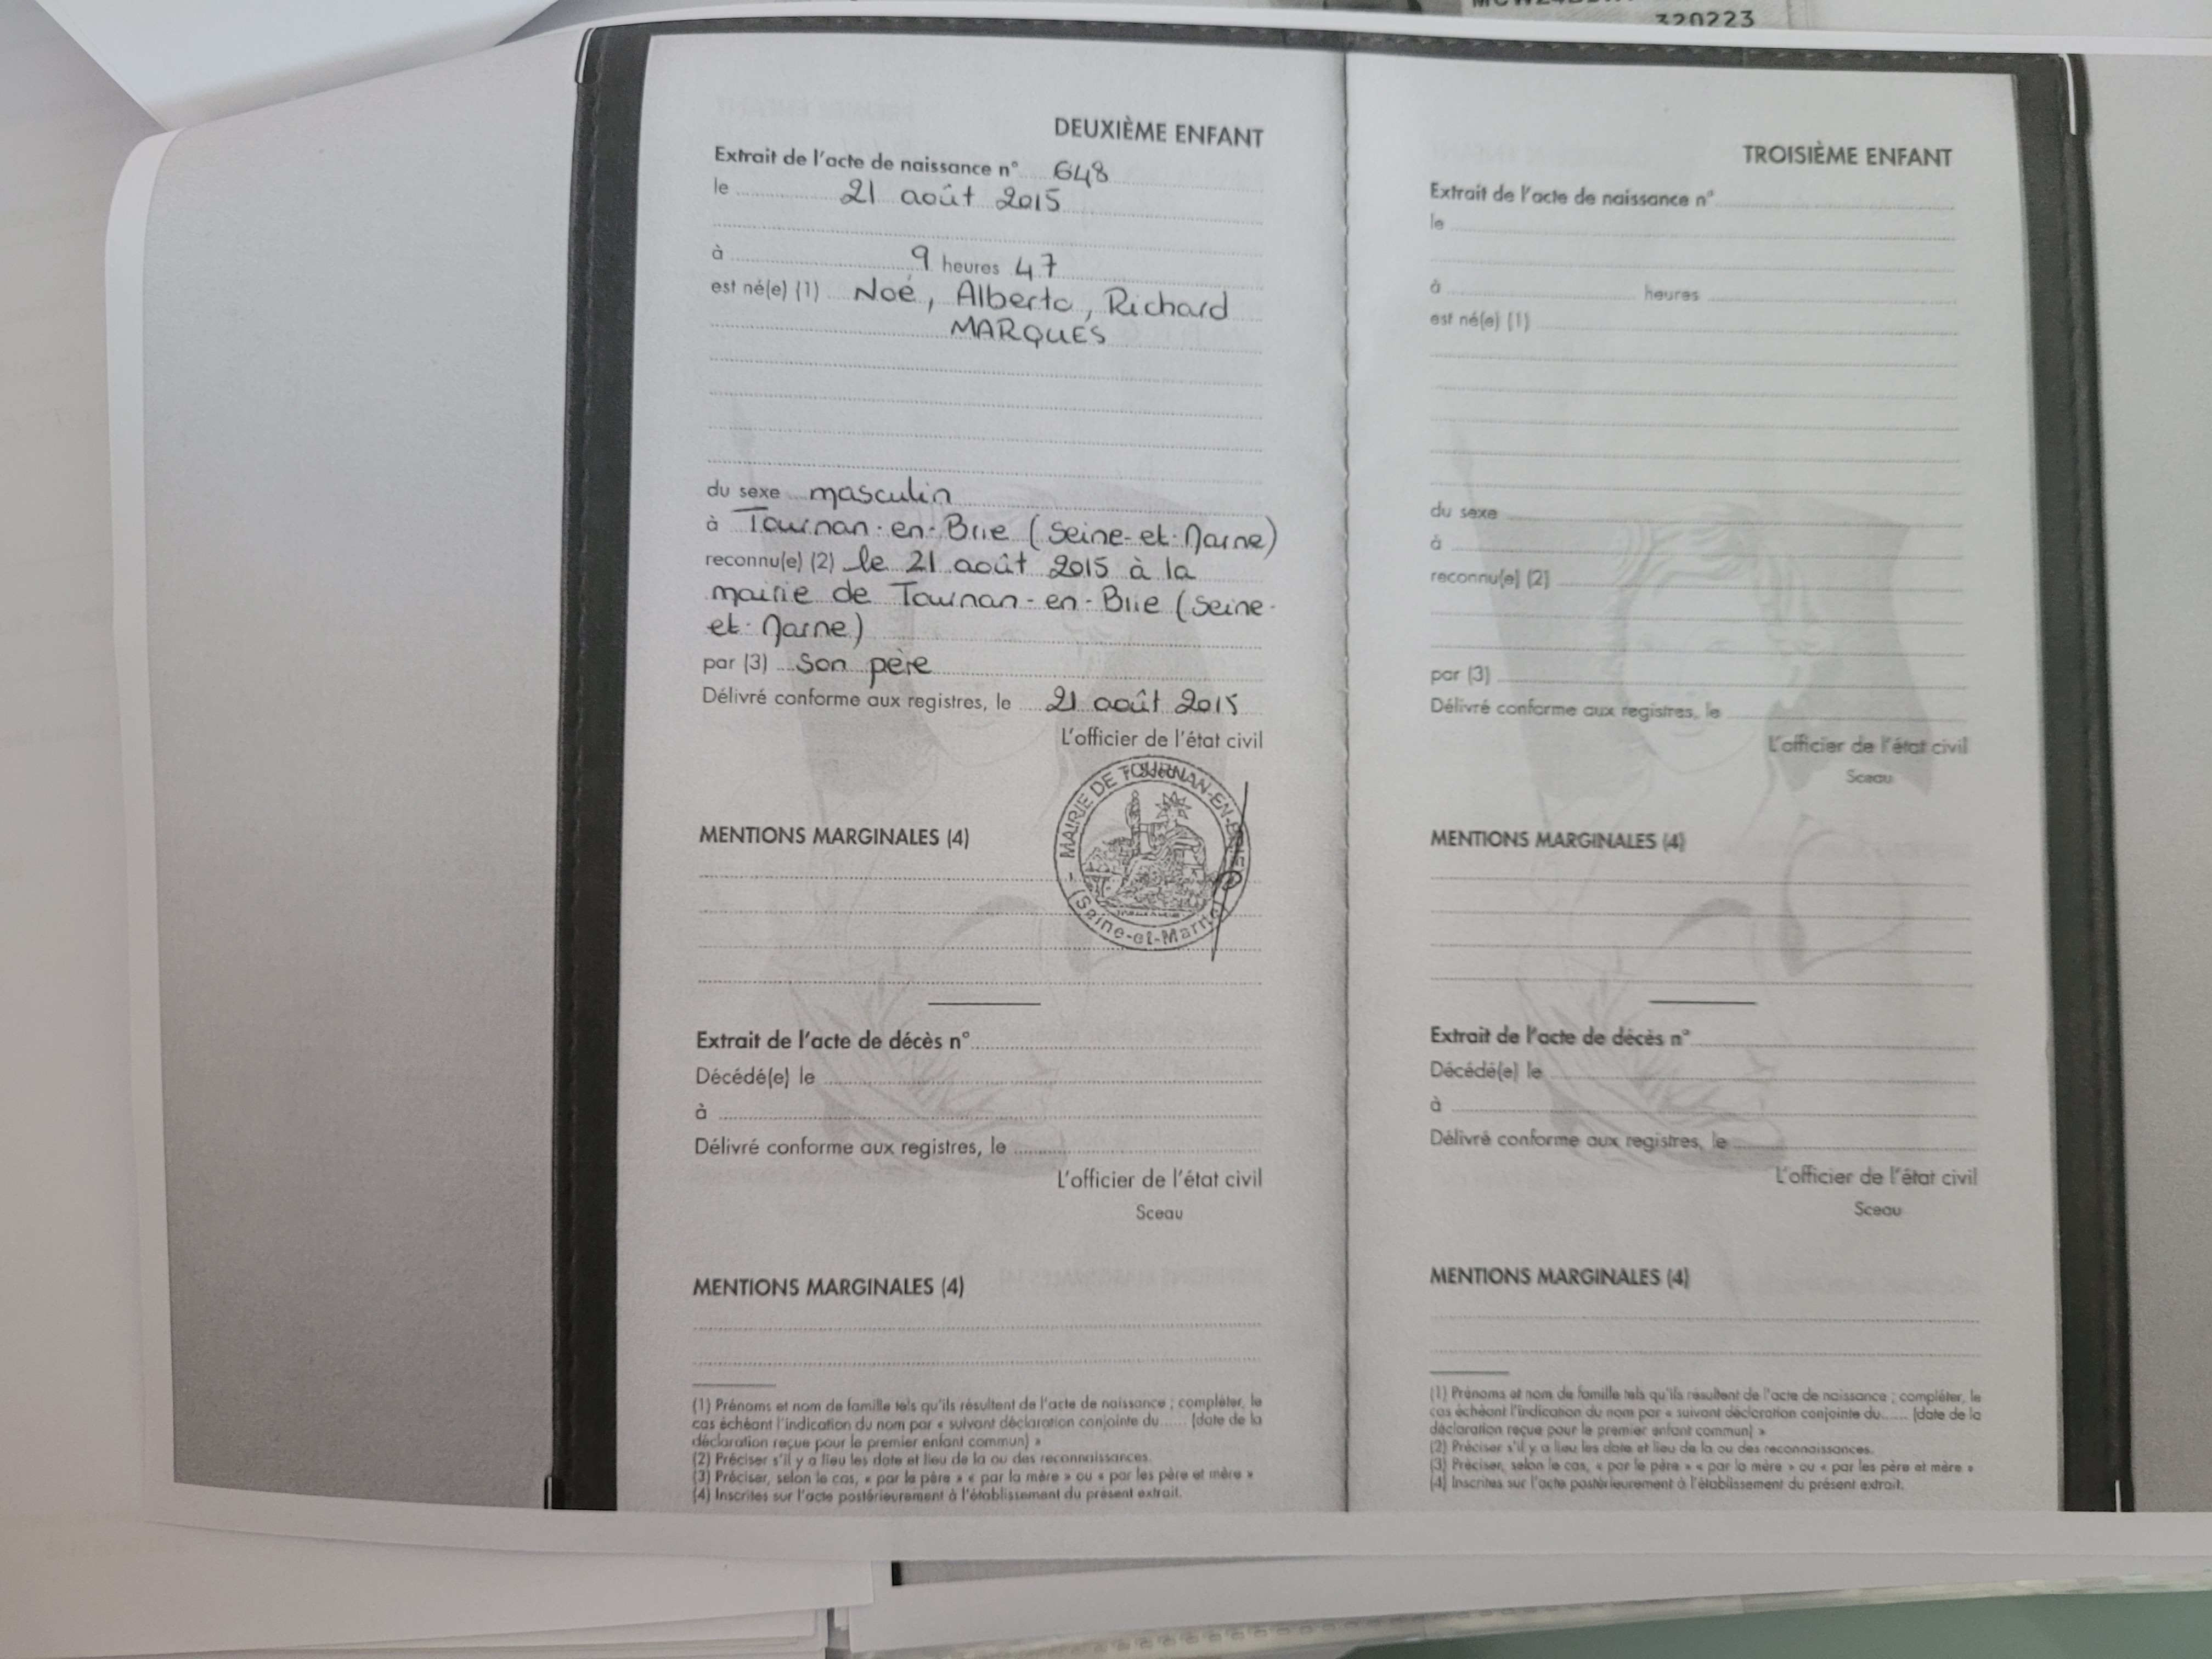 320223
DEUXIÈME ENFANT
Extrait de l'acte de naissance n° 648
le 21 août 2015
à 9 heures 47
est né(e) (1) Noé, Alberto, Richard
MARQUES
du sexe masculin
à Tournan-en-Brie (Seine-et-Marne)
reconnu(e) (2) le 21 août 2015 à la
mairie de Tournan-en-Brie (Seine-
et-Marne)
par (3) son père
Délivré conforme aux registres, le 21 août 2015
L'officier de l'état civil
MAIRIE DE TOURNAN-EN-BRIE
(Seine-et-Marne)
MENTIONS MARGINALES (4)
Extrait de l'acte de décès n°
Décédé(e) le
à
Délivré conforme aux registres, le
L'officier de l'état civil
Sceau
MENTIONS MARGINALES (4)
(1) Prénoms et nom de famille tels qu'ils résultent de l'acte de naissance ; compléter, le
cas échéant l'indication du nom par « suivant déclaration conjointe du...... (date de la
déclaration reçue pour le premier enfant commun) »
(2) Préciser s'il y a lieu les date et lieu de la ou des reconnaissances.
(3) Préciser, selon le cas, « par le père » « par la mère » ou « par les père et mère »
(4) Inscrites sur l'acte postérieurement à l'établissement du présent extrait.
TROISIÈME ENFANT
Extrait de l'acte de naissance n°
le
à heures
est né(e) (1)
du sexe
à
reconnu(e) (2)
par (3)
Délivré conforme aux registres, le
L'officier de l'état civil
Sceau
MENTIONS MARGINALES (4)
Extrait de l'acte de décès n°
Décédé(e) le
à
Délivré conforme aux registres, le
L'officier de l'état civil
Sceau
MENTIONS MARGINALES (4)
(1) Prénoms et nom de famille tels qu'ils résultent de l'acte de naissance ; compléter, le
cas échéant l'indication du nom par « suivant déclaration conjointe du...... (date de la
déclaration reçue pour le premier enfant commun) »
(2) Préciser s'il y a lieu les date et lieu de la ou des reconnaissances.
(3) Préciser, selon le cas, « par le père » « par la mère » ou « par les père et mère »
(4) Inscrites sur l'acte postérieurement à l'établissement du présent extrait.